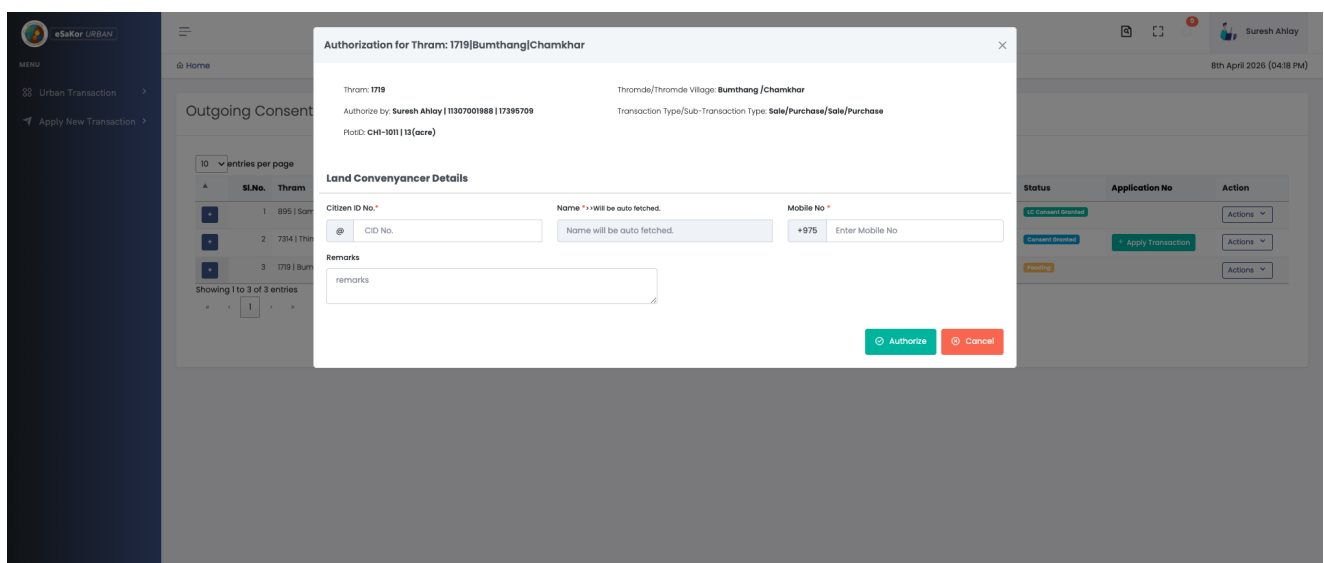 eSaKor URBAN
0
Suresh Ahlay
MENU
Home
8th April 2026 (04:18 PM)
Urban Transaction
Apply New Transaction
Outgoing Consent
10 entries per page
Sl.No. Thram Status Application No Action
1 895 | Sam LC Consent Granted Actions
2 7314 | Thim Consent Granted + Apply Transaction Actions
3 1719 | Bum Pending Actions
Showing 1 to 3 of 3 entries
« ‹ 1 › »
Authorization for Thram: 1719|Bumthang|Chamkhar
Thram: 1719 Thromde/Thromde Village: Bumthang /Chamkhar
Authorize by: Suresh Ahlay | 11307001988 | 17395709 Transaction Type/Sub-Transaction Type: Sale/Purchase/Sale/Purchase
PlotID: CH1-1011 | 13(acre)
Land Convenyancer Details
Citizen ID No.* Name *>>Will be auto fetched. Mobile No *
@ CID No. Name will be auto fetched. +975 Enter Mobile No
Remarks
remarks
Authorize Cancel